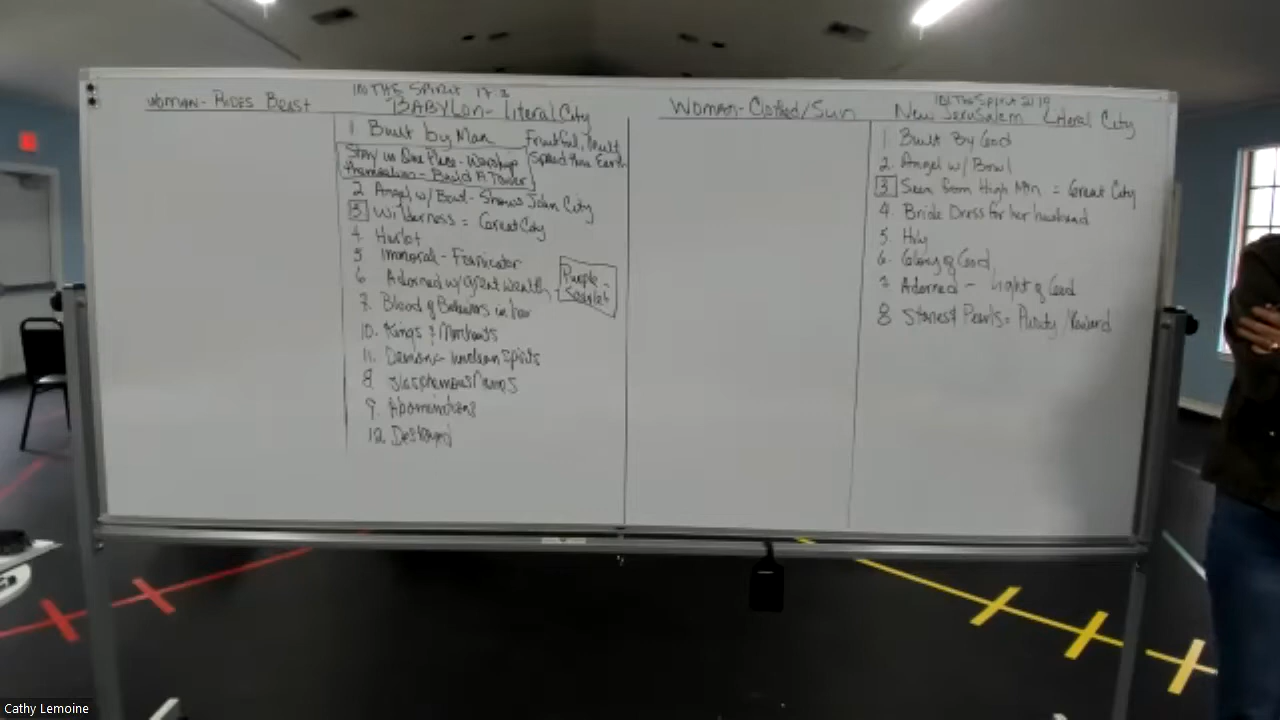 Woman - Rides Beast
In The Spirit 17:3
BABYLON - Literal City
1 Built by Man
Fruitful, Mult
Spread thru Earth
Stay in One Place - Worship
Themselves - Build A Tower
2 Angel w/ Bowl - Shows John City
3 Wilderness = Great City
4 Harlot
5 Immoral - Fornicator
6 Adorned w/ great wealth
Purple -
Scarlet
7. Blood of Believers in her
10. Kings & Merchants
11. Demons - Unclean Spirits
8. Blasphemous Names
9. Abominations
12 Destroyed
Woman - Clothed/Sun
In The Spirit 21:10
New Jerusalem Literal City
1 Built By God
2. Angel w/ Bowl
3 Seen from High Mtn = Great City
4. Bride Dress for her husband
5. Holy
6. Glory of God
7 Adorned - Light of God
8 Stones & Pearls = Purity / Reward
Cathy Lemoine